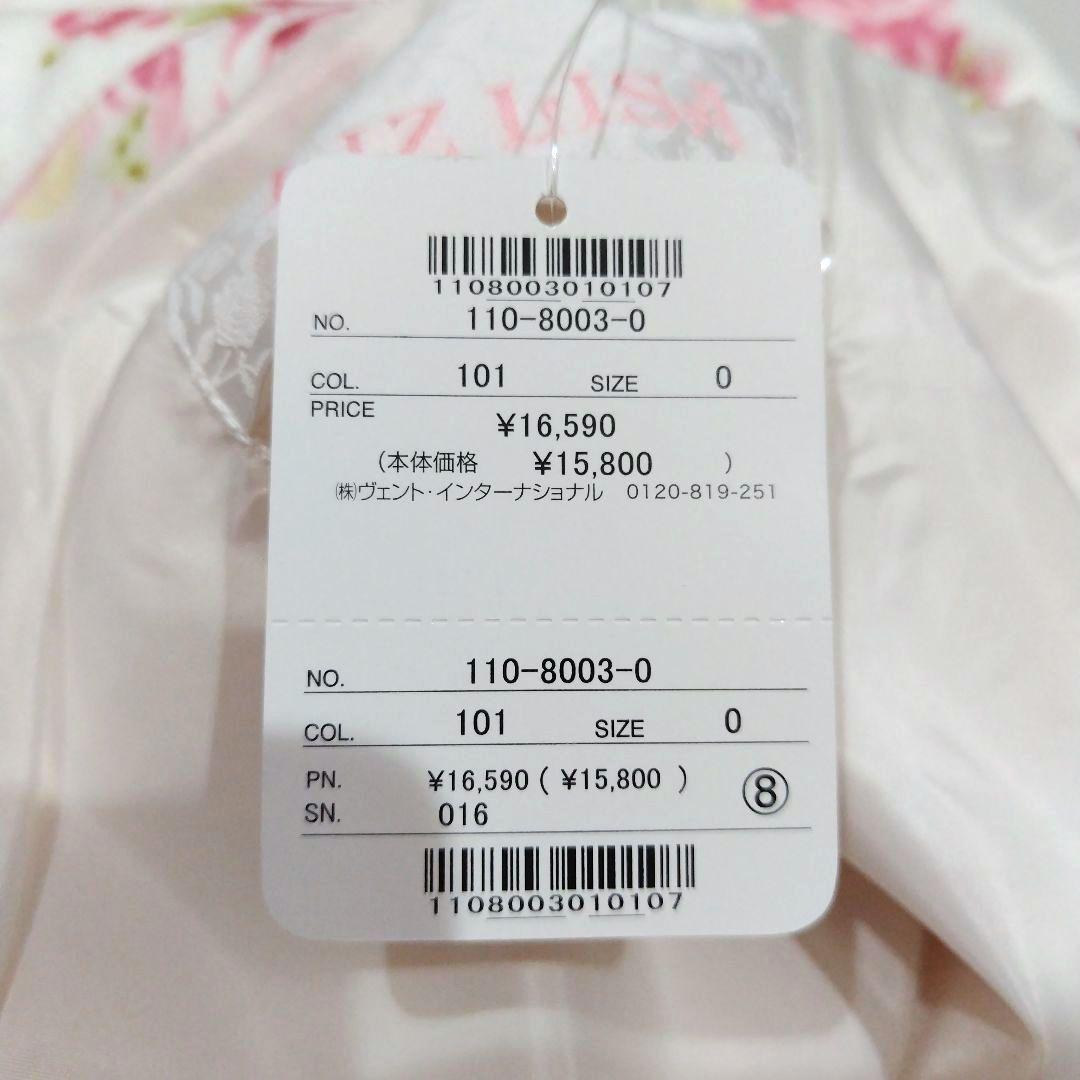 1108003010107
NO. 110-8003-0
COL. 101 SIZE 0
PRICE ¥16,590
(本体価格 ¥15,800 )
㈱ヴェント・インターナショナル 0120-819-251
NO. 110-8003-0
COL. 101 SIZE 0
PN. ¥16,590 ( ¥15,800 ) ⑧
SN. 016
1108003010107